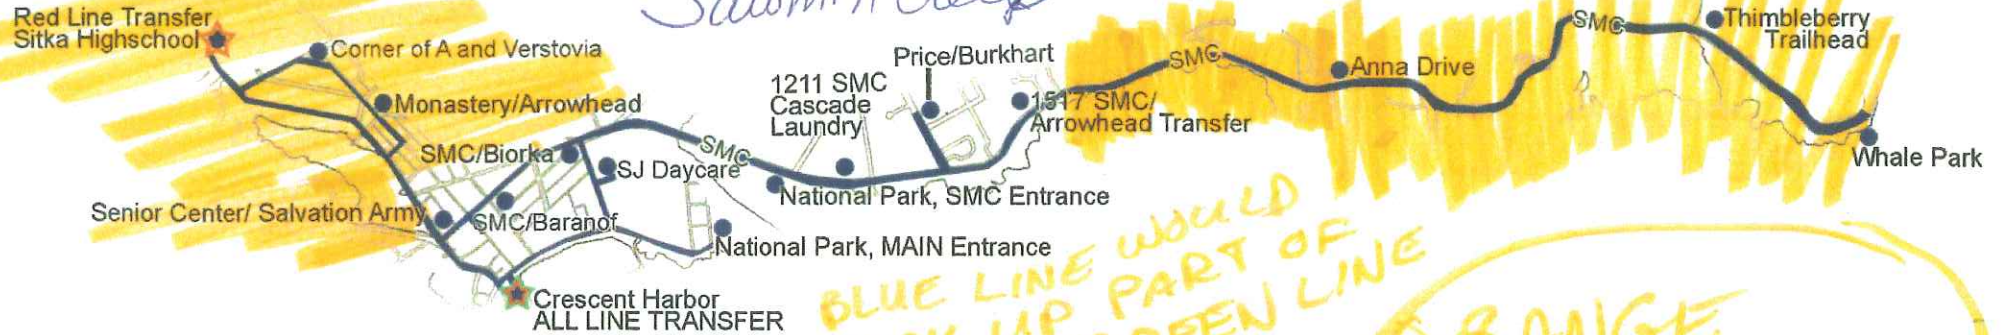 Red Line Transfer
Sitka Highschool
Corner of A and Verstovia
Monastery/Arrowhead
SMC/Biorka
SJ Daycare
Senior Center/ Salvation Army
SMC/Baranof
National Park, MAIN Entrance
Crescent Harbor
ALL LINE TRANSFER
SMC
1211 SMC
Cascade
Laundry
National Park, SMC Entrance
Price/Burkhart
1517 SMC/
Arrowhead Transfer
SMC
Anna Drive
SMC
Thimbleberry
Trailhead
Whale Park
BLUE LINE WOULD
UP PART OF
GREEN LINE